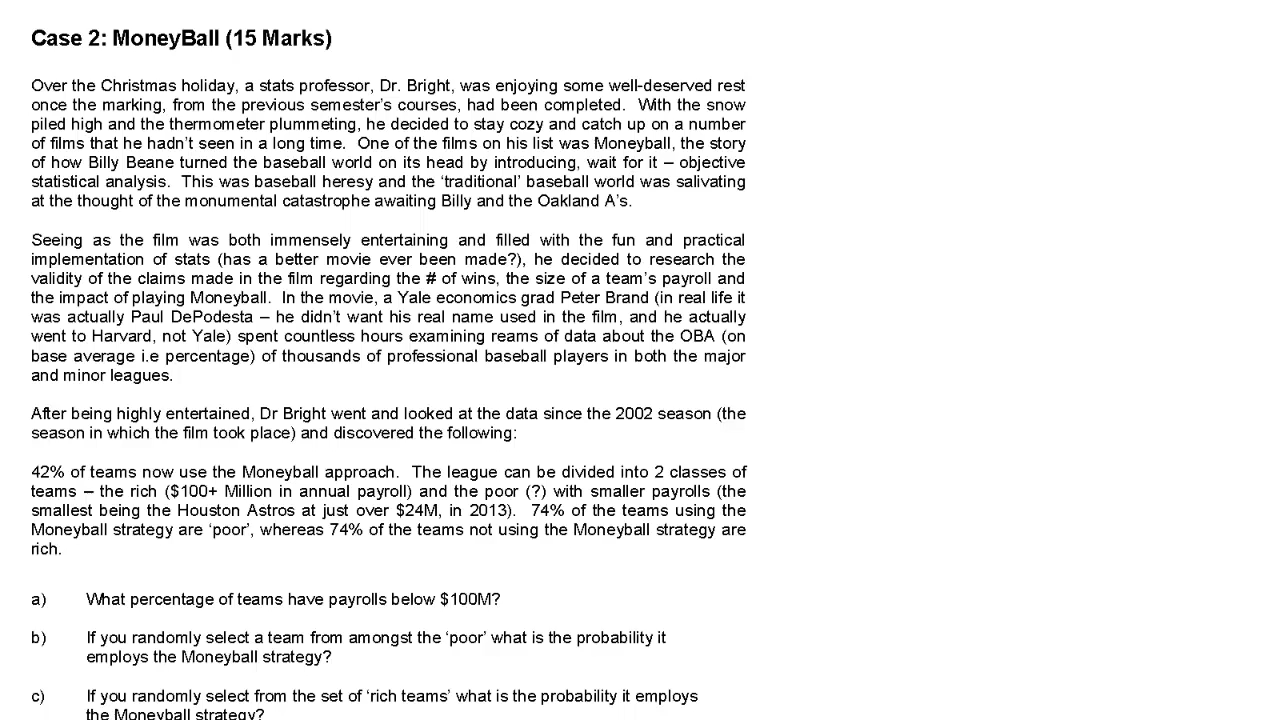 Case 2: MoneyBall (15 Marks)
Over the Christmas holiday, a stats professor, Dr. Bright, was enjoying some well-deserved rest
once the marking, from the previous semester's courses, had been completed.  With the snow
piled high and the thermometer plummeting, he decided to stay cozy and catch up on a number
of films that he hadn't seen in a long time.  One of the films on his list was Moneyball, the story
of how Billy Beane turned the baseball world on its head by introducing, wait for it – objective
statistical analysis.  This was baseball heresy and the 'traditional' baseball world was salivating
at the thought of the monumental catastrophe awaiting Billy and the Oakland A's.
Seeing as the film was both immensely entertaining and filled with the fun and practical
implementation of stats (has a better movie ever been made?), he decided to research the
validity of the claims made in the film regarding the # of wins, the size of a team's payroll and
the impact of playing Moneyball.  In the movie, a Yale economics grad Peter Brand (in real life it
was actually Paul DePodesta – he didn't want his real name used in the film, and he actually
went to Harvard, not Yale) spent countless hours examining reams of data about the OBA (on
base average i.e percentage) of thousands of professional baseball players in both the major
and minor leagues.
After being highly entertained, Dr Bright went and looked at the data since the 2002 season (the
season in which the film took place) and discovered the following:
42% of teams now use the Moneyball approach.  The league can be divided into 2 classes of
teams – the rich ($100+ Million in annual payroll) and the poor (?) with smaller payrolls (the
smallest being the Houston Astros at just over $24M, in 2013).  74% of the teams using the
Moneyball strategy are 'poor', whereas 74% of the teams not using the Moneyball strategy are
rich.
a) What percentage of teams have payrolls below $100M?
b) If you randomly select a team from amongst the 'poor' what is the probability it
employs the Moneyball strategy?
c) If you randomly select from the set of 'rich teams' what is the probability it employs
the Moneyball strategy?